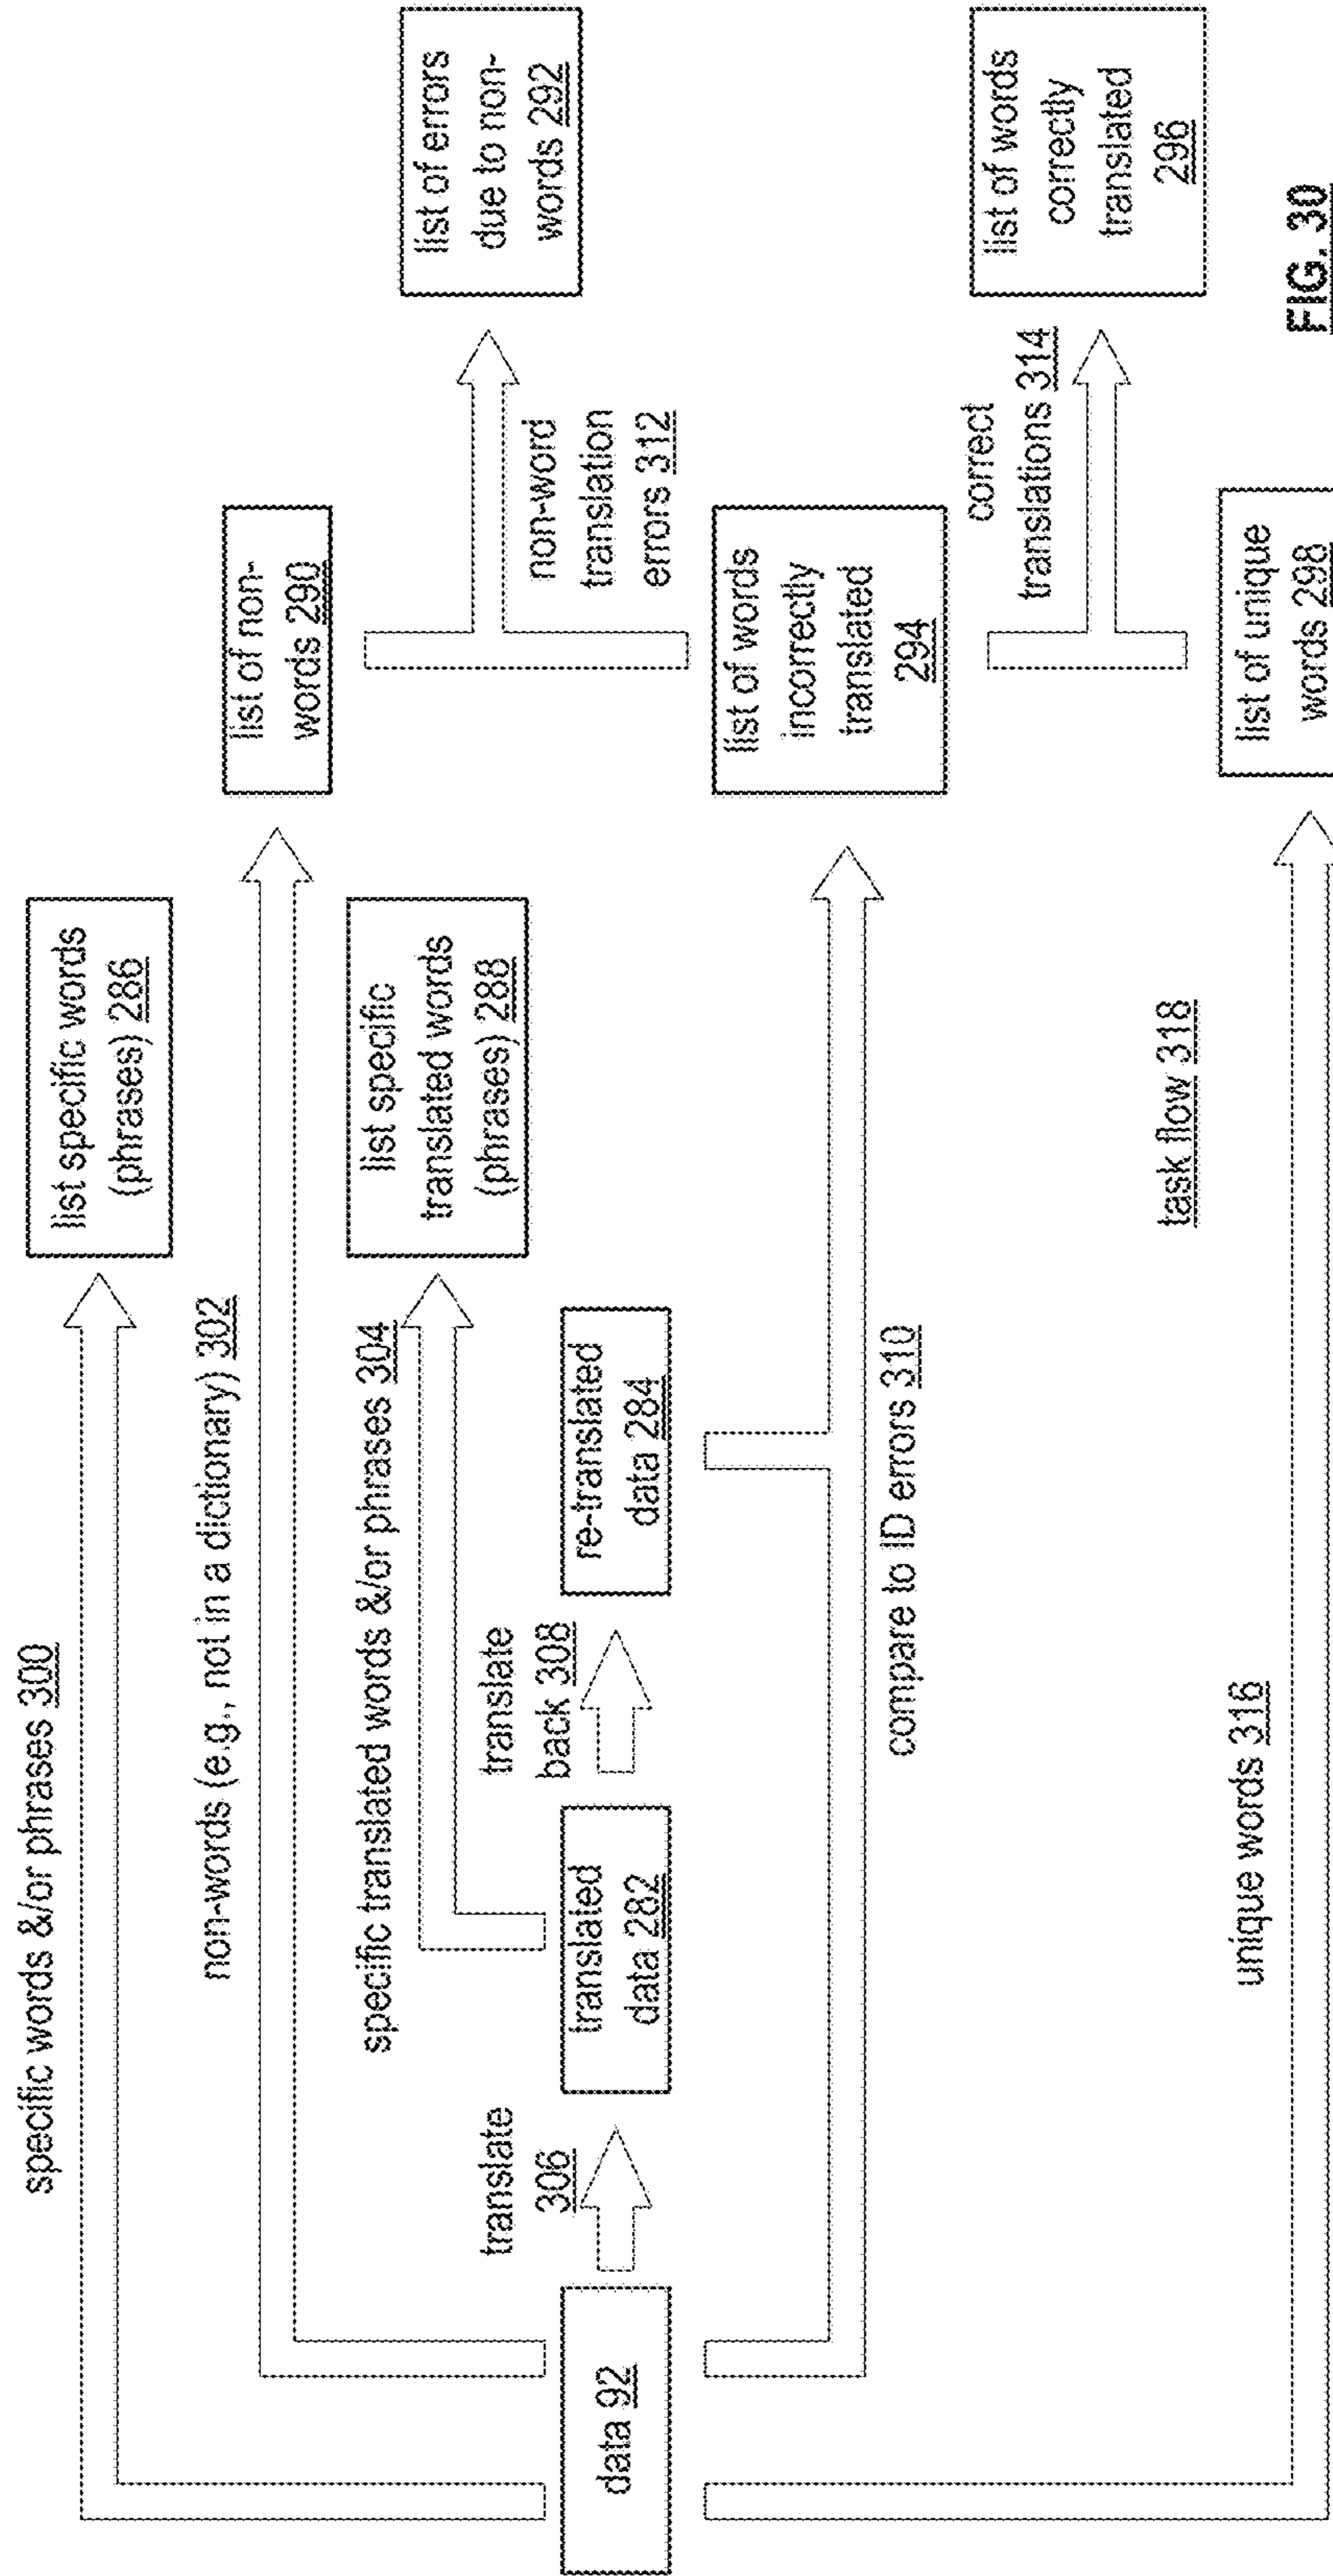 specific words &/or phrases 300
list specific words
(phrases) 286
non-words (e.g., not in a dictionary) 302
list of non-
words 290
specific translated words &/or phrases 304
list specific
translated words
(phrases) 288
list of errors
due to non-
words 292
non-word
translation
errors 312
data 92
translate
306
translated
data 282
translate
back 308
re-translated
data 284
compare to ID errors 310
list of words
incorrectly
translated
294
correct
translations 314
list of words
correctly
translated
296
unique words 316
task flow 318
list of unique
words 298
FIG. 30